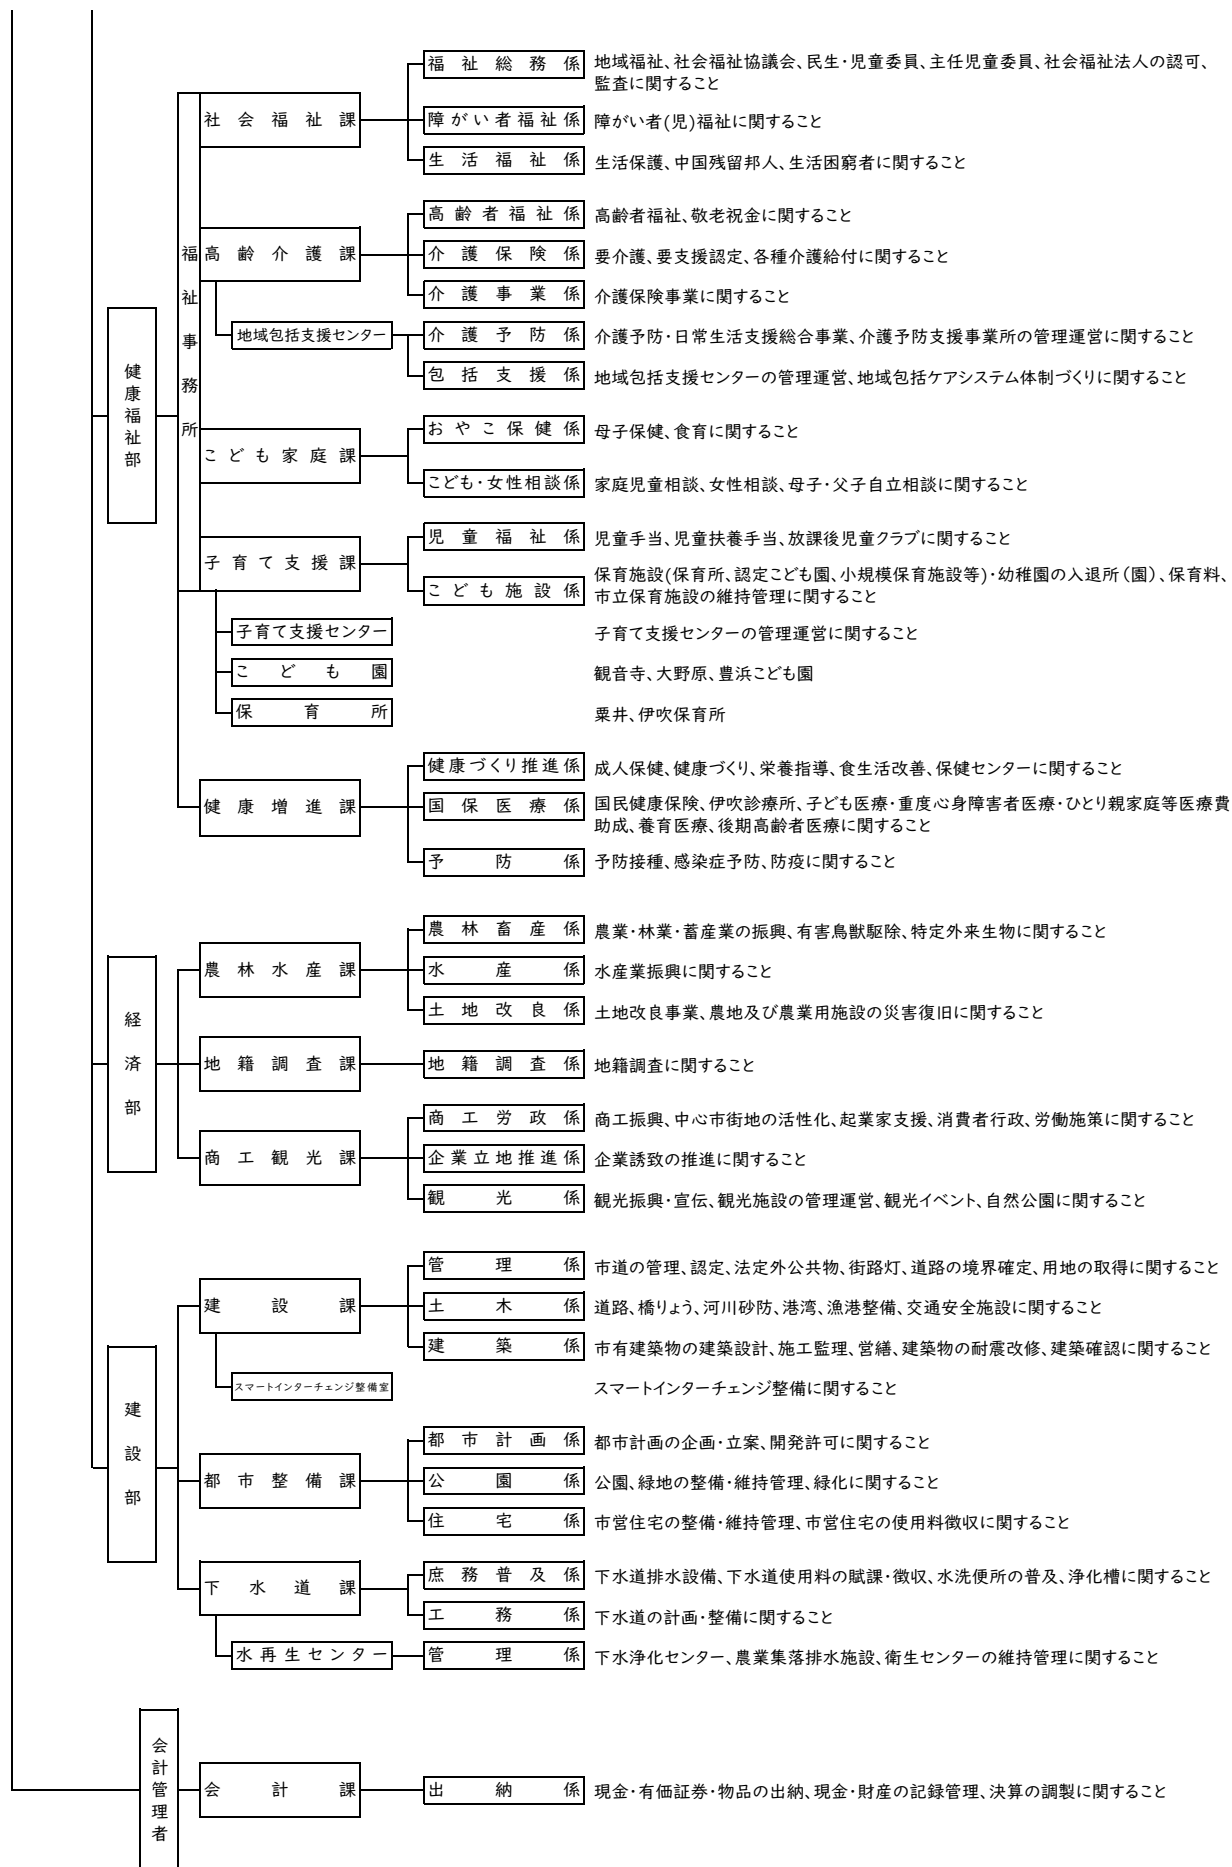 健康福祉部
福祉事務所
社会福祉課
福祉総務係 地域福祉、社会福祉協議会、民生・児童委員、主任児童委員、社会福祉法人の認可、
監査に関すること
障がい者福祉係 障がい者(児)福祉に関すること
生活福祉係 生活保護、中国残留邦人、生活困窮者に関すること
高齢介護課
高齢者福祉係 高齢者福祉、敬老祝金に関すること
介護保険係 要介護、要支援認定、各種介護給付に関すること
介護事業係 介護保険事業に関すること
地域包括支援センター
介護予防係 介護予防・日常生活支援総合事業、介護予防支援事業所の管理運営に関すること
包括支援係 地域包括支援センターの管理運営、地域包括ケアシステム体制づくりに関すること
こども家庭課
おやこ保健係 母子保健、食育に関すること
こども・女性相談係 家庭児童相談、女性相談、母子・父子自立相談に関すること
子育て支援課
児童福祉係 児童手当、児童扶養手当、放課後児童クラブに関すること
こども施設係 保育施設(保育所、認定こども園、小規模保育施設等)・幼稚園の入退所(園)、保育料、
市立保育施設の維持管理に関すること
子育て支援センター 子育て支援センターの管理運営に関すること
こども園 観音寺、大野原、豊浜こども園
保育所 粟井、伊吹保育所
健康増進課
健康づくり推進係 成人保健、健康づくり、栄養指導、食生活改善、保健センターに関すること
国保医療係 国民健康保険、伊吹診療所、子ども医療・重度心身障害者医療・ひとり親家庭等医療費
助成、養育医療、後期高齢者医療に関すること
予防係 予防接種、感染症予防、防疫に関すること
経済部
農林水産課
農林畜産係 農業・林業・畜産業の振興、有害鳥獣駆除、特定外来生物に関すること
水産係 水産業振興に関すること
土地改良係 土地改良事業、農地及び農業用施設の災害復旧に関すること
地籍調査課
地籍調査係 地籍調査に関すること
商工観光課
商工労政係 商工振興、中心市街地の活性化、起業家支援、消費者行政、労働施策に関すること
企業立地推進係 企業誘致の推進に関すること
観光係 観光振興・宣伝、観光施設の管理運営、観光イベント、自然公園に関すること
建設部
建設課
管理係 市道の管理、認定、法定外公共物、街路灯、道路の境界確定、用地の取得に関すること
土木係 道路、橋りょう、河川砂防、港湾、漁港整備、交通安全施設に関すること
建築係 市有建築物の建築設計、施工監理、営繕、建築物の耐震改修、建築確認に関すること
スマートインターチェンジ整備室 スマートインターチェンジ整備に関すること
都市整備課
都市計画係 都市計画の企画・立案、開発許可に関すること
公園係 公園、緑地の整備・維持管理、緑化に関すること
住宅係 市営住宅の整備・維持管理、市営住宅の使用料徴収に関すること
下水道課
庶務普及係 下水道排水設備、下水道使用料の賦課・徴収、水洗便所の普及、浄化槽に関すること
工務係 下水道の計画・整備に関すること
水再生センター
管理係 下水浄化センター、農業集落排水施設、衛生センターの維持管理に関すること
会計管理者
会計課
出納係 現金・有価証券・物品の出納、現金・財産の記録管理、決算の調製に関すること